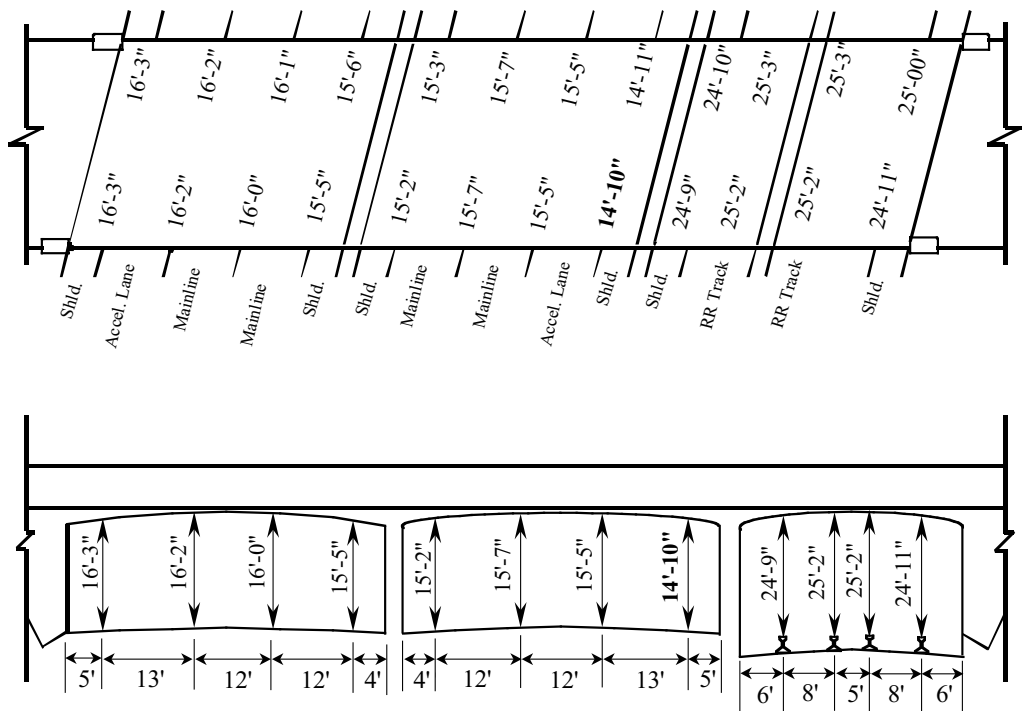 16'-3" 16'-2" 16'-1" 15'-6" 15'-3" 15'-7" 15'-5" 14'-11" 24'-10" 25'-3" 25'-3" 25'-00"
16'-3" 16'-2" 16'-0" 15'-5" 15'-2" 15'-7" 15'-5" 14'-10" 24'-9" 25'-2" 25'-2" 24'-11"
Shld.
Accel. Lane
Mainline
Mainline
Shld.
Shld.
Mainline
Mainline
Accel. Lane
Shld.
Shld.
RR Track
RR Track
Shld.
16'-3" 16'-2" 16'-0" 15'-5" 15'-2" 15'-7" 15'-5" 14'-10" 24'-9" 25'-2" 25'-2" 24'-11"
5' 13' 12' 12' 4' 4' 12' 12' 13' 5' 6' 8' 5' 8' 6'